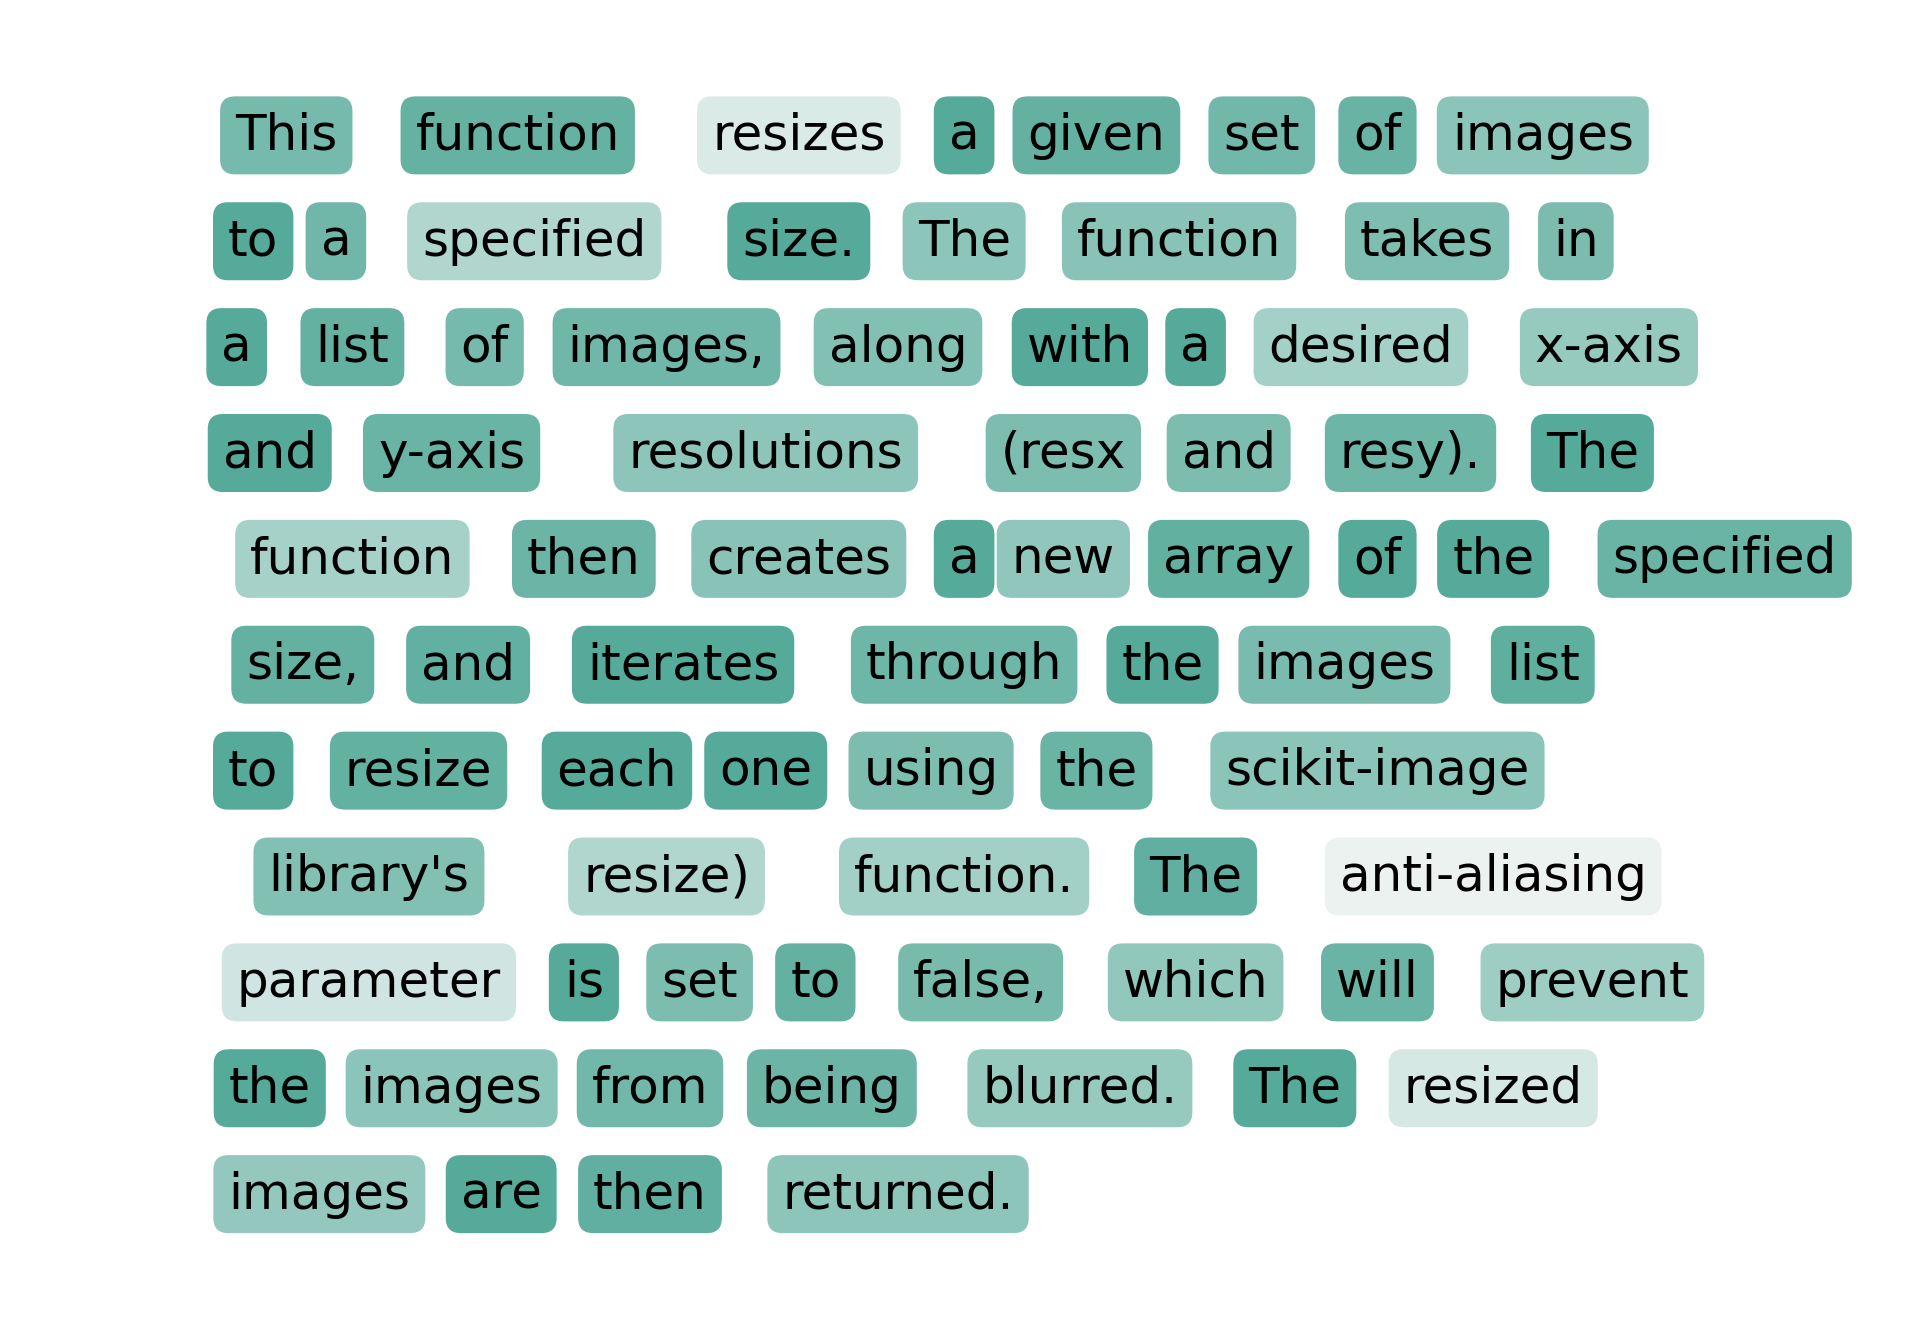 This function resizes a given set of images
to a specified size. The function takes in
a list of images, along with a desired x-axis
and y-axis resolutions (resx and resy). The
function then creates a new array of the specified
size, and iterates through the images list
to resize each one using the scikit-image
library's resize) function. The anti-aliasing
parameter is set to false, which will prevent
the images from being blurred. The resized
images are then returned.